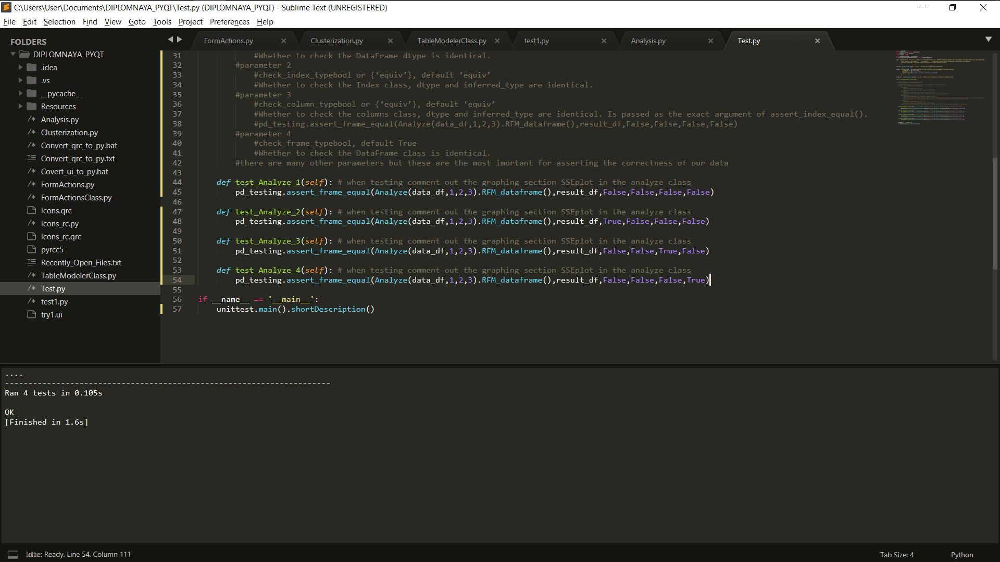 C:\Users\User\Documents\DIPLOMNAYA_PYQT\Test.py (DIPLOMNAYA_PYQT) - Sublime Text (UNREGISTERED)
File Edit Selection Find View Goto Tools Project Preferences Help
FOLDERS
DIPLOMNAYA_PYQT
.idea
.vs
__pycache__
Resources
/* Analysis.py
/* Clusterization.py
/* Convert_qrc_to_py.bat
Convert_qrc_to_py.txt
/* Covert_ui_to_py.bat
/* FormActions.py
/* FormActionsClass.py
Icons.qrc
/* Icons_rc.py
Icons_rc.qrc
pyrcc5
Recently_Open_Files.txt
/* TableModelerClass.py
/* Test.py
/* test1.py
try1.ui
FormActions.py Clusterization.py TableModelerClass.py test1.py Analysis.py Test.py
31 #Whether to check the DataFrame dtype is identical.
32 #parameter 2
33 #check_index_typebool or {‘equiv’}, default ‘equiv’
34 #Whether to check the Index class, dtype and inferred_type are identical.
35 #parameter 3
36 #check_column_typebool or {‘equiv’}, default ‘equiv’
37 #Whether to check the columns class, dtype and inferred_type are identical. Is passed as the exact argument of assert_index_equal().
38 #pd_testing.assert_frame_equal(Analyze(data_df,1,2,3).RFM_dataframe(),result_df,False,False,False,False)
39 #parameter 4
40 #check_frame_typebool, default True
41 #Whether to check the DataFrame class is identical.
42 #there are many other parameters but these are the most imortant for asserting the correctness of our data
43
44 def test_Analyze_1(self): # when testing comment out the graphing section SSEplot in the analyze class
45 pd_testing.assert_frame_equal(Analyze(data_df,1,2,3).RFM_dataframe(),result_df,False,False,False,False)
46
47 def test_Analyze_2(self): # when testing comment out the graphing section SSEplot in the analyze class
48 pd_testing.assert_frame_equal(Analyze(data_df,1,2,3).RFM_dataframe(),result_df,True,False,False,False)
49
50 def test_Analyze_3(self): # when testing comment out the graphing section SSEplot in the analyze class
51 pd_testing.assert_frame_equal(Analyze(data_df,1,2,3).RFM_dataframe(),result_df,False,False,True,False)
52
53 def test_Analyze_4(self): # when testing comment out the graphing section SSEplot in the analyze class
54 pd_testing.assert_frame_equal(Analyze(data_df,1,2,3).RFM_dataframe(),result_df,False,False,False,True)
55
56 if __name__ == '__main__':
57 unittest.main().shortDescription()
....
----------------------------------------------------------------------
Ran 4 tests in 0.105s
OK
[Finished in 1.6s]
kite: Ready, Line 54, Column 111
Tab Size: 4 Python